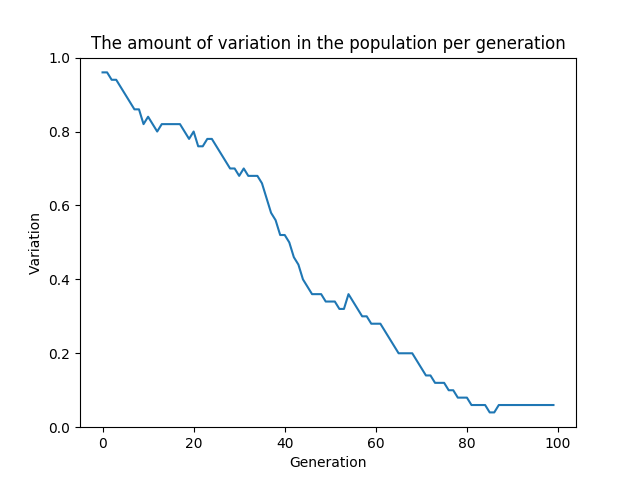 The amount of variation in the population per generation
1.0
0.8
0.6
0.4
0.2
0.0
Variation
0 20 40 60 80 100
Generation